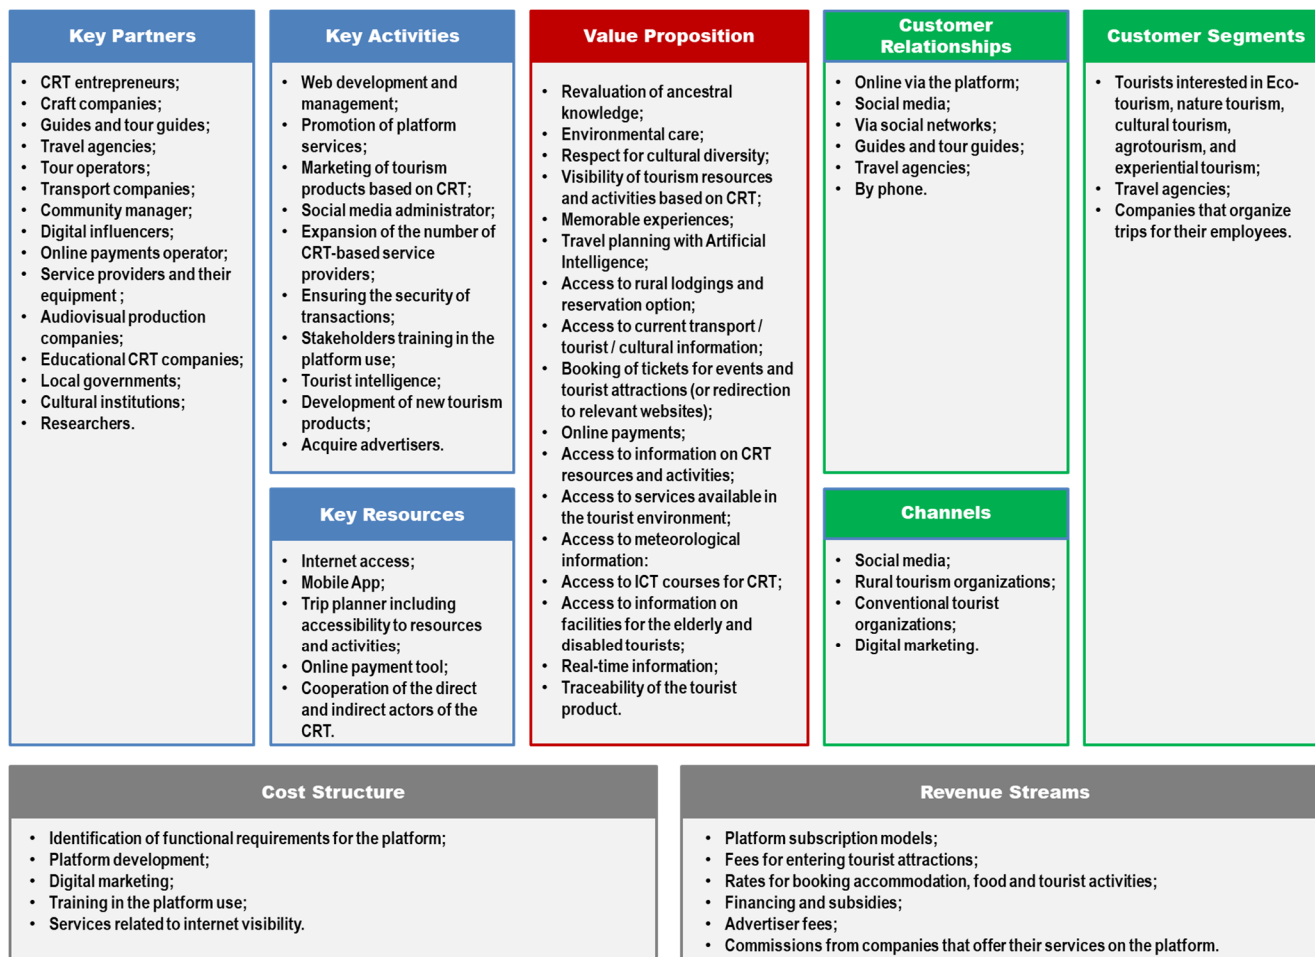 Key Partners
• CRT entrepreneurs;
• Craft companies;
• Guides and tour guides;
• Travel agencies;
• Tour operators;
• Transport companies;
• Community manager;
• Digital influencers;
• Online payments operator;
• Service providers and their
equipment ;
• Audiovisual production
companies;
• Educational CRT companies;
• Local governments;
• Cultural institutions;
• Researchers.
Key Activities
• Web development and
management;
• Promotion of platform
services;
• Marketing of tourism
products based on CRT;
• Social media administrator;
• Expansion of the number of
CRT-based service
providers;
• Ensuring the security of
transactions;
• Stakeholders training in the
platform use;
• Tourist intelligence;
• Development of new tourism
products;
• Acquire advertisers.
Key Resources
• Internet access;
• Mobile App;
• Trip planner including
accessibility to resources
and activities;
• Online payment tool;
• Cooperation of the direct
and indirect actors of the
CRT.
Value Proposition
• Revaluation of ancestral
knowledge;
• Environmental care;
• Respect for cultural diversity;
• Visibility of tourism resources
and activities based on CRT;
• Memorable experiences;
• Travel planning with Artificial
Intelligence;
• Access to rural lodgings and
reservation option;
• Access to current transport /
tourist / cultural information;
• Booking of tickets for events and
tourist attractions (or redirection
to relevant websites);
• Online payments;
• Access to information on CRT
resources and activities;
• Access to services available in
the tourist environment;
• Access to meteorological
information:
• Access to ICT courses for CRT;
• Access to information on
facilities for the elderly and
disabled tourists;
• Real-time information;
• Traceability of the tourist
product.
Customer
Relationships
• Online via the platform;
• Social media;
• Via social networks;
• Guides and tour guides;
• Travel agencies;
• By phone.
Channels
• Social media;
• Rural tourism organizations;
• Conventional tourist
organizations;
• Digital marketing.
Customer Segments
• Tourists interested in Eco-
tourism, nature tourism,
cultural tourism,
agrotourism, and
experiential tourism;
• Travel agencies;
• Companies that organize
trips for their employees.
Cost Structure
• Identification of functional requirements for the platform;
• Platform development;
• Digital marketing;
• Training in the platform use;
• Services related to internet visibility.
Revenue Streams
• Platform subscription models;
• Fees for entering tourist attractions;
• Rates for booking accommodation, food and tourist activities;
• Financing and subsidies;
• Advertiser fees;
• Commissions from companies that offer their services on the platform.